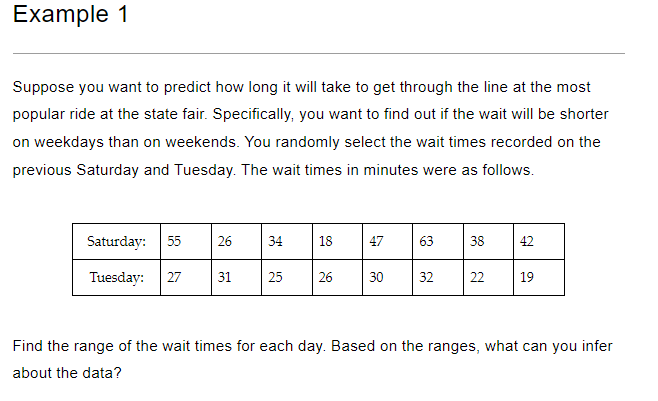 Example 1
Suppose you want to predict how long it will take to get through the line at the most
popular ride at the state fair. Specifically, you want to find out if the wait will be shorter
on weekdays than on weekends. You randomly select the wait times recorded on the
previous Saturday and Tuesday. The wait times in minutes were as follows.
Saturday: 55 26 34 18 47 63 38 42
Tuesday: 27 31 25 26 30 32 22 19
Find the range of the wait times for each day. Based on the ranges, what can you infer
about the data?